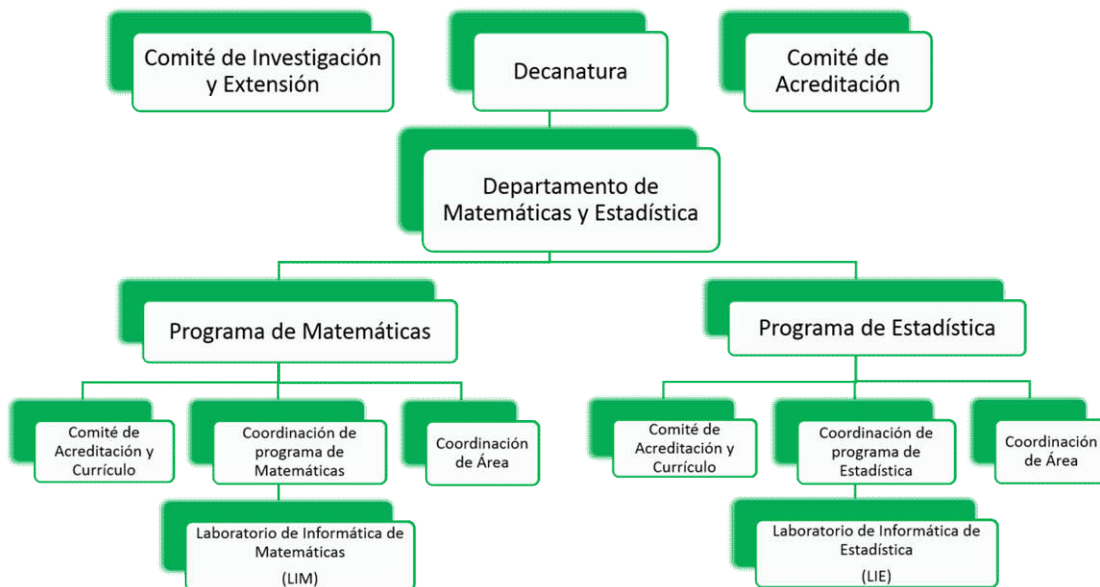 Comité de Investigación
y Extensión
Decanatura
Comité de
Acreditación
Departamento de
Matemáticas y Estadística
Programa de Matemáticas
Programa de Estadística
Comité de
Acreditación y
Currículo
Coordinación de
programa de
Matemáticas
Coordinación
de Área
Comité de
Acreditación y
Currículo
Coordinación de
programa de
Estadística
Coordinación
de Área
Laboratorio de Informática de
Matemáticas
(LIM)
Laboratorio de Informática de
Estadística
(LIE)